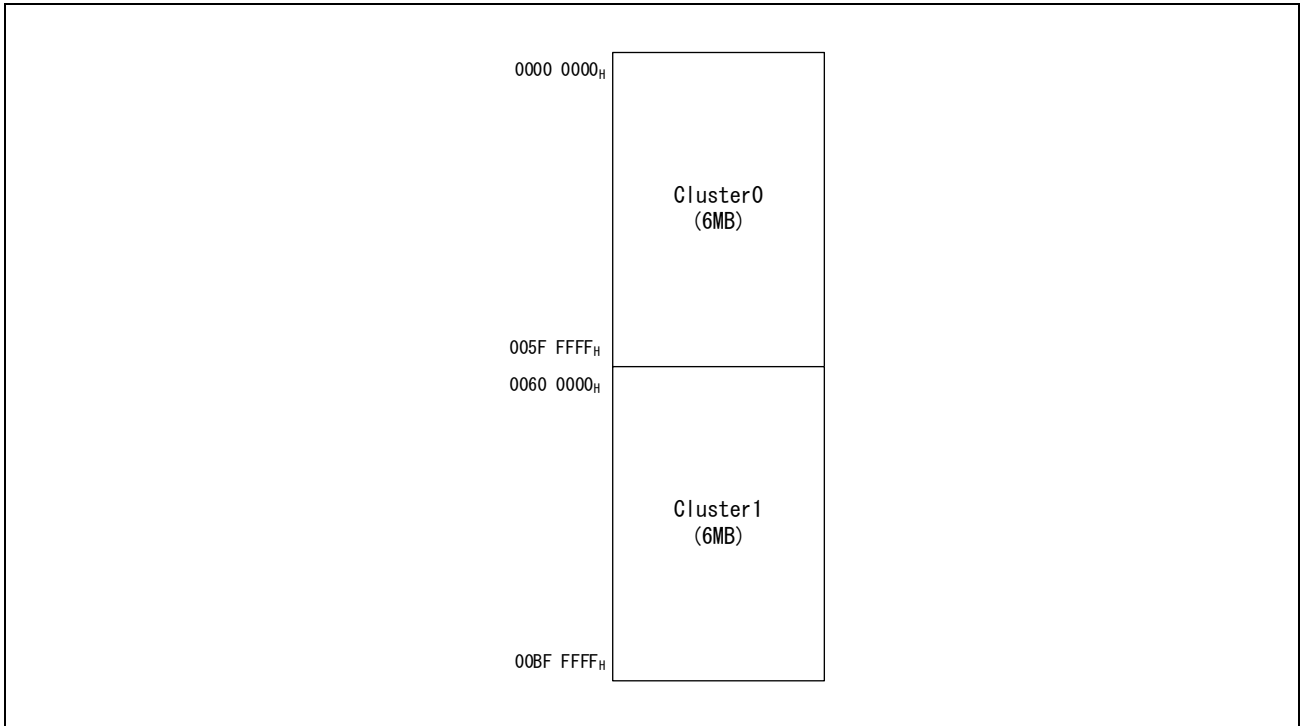 0000 0000H
Cluster0
(6MB)
005F FFFFH
0060 0000H
Cluster1
(6MB)
00BF FFFFH